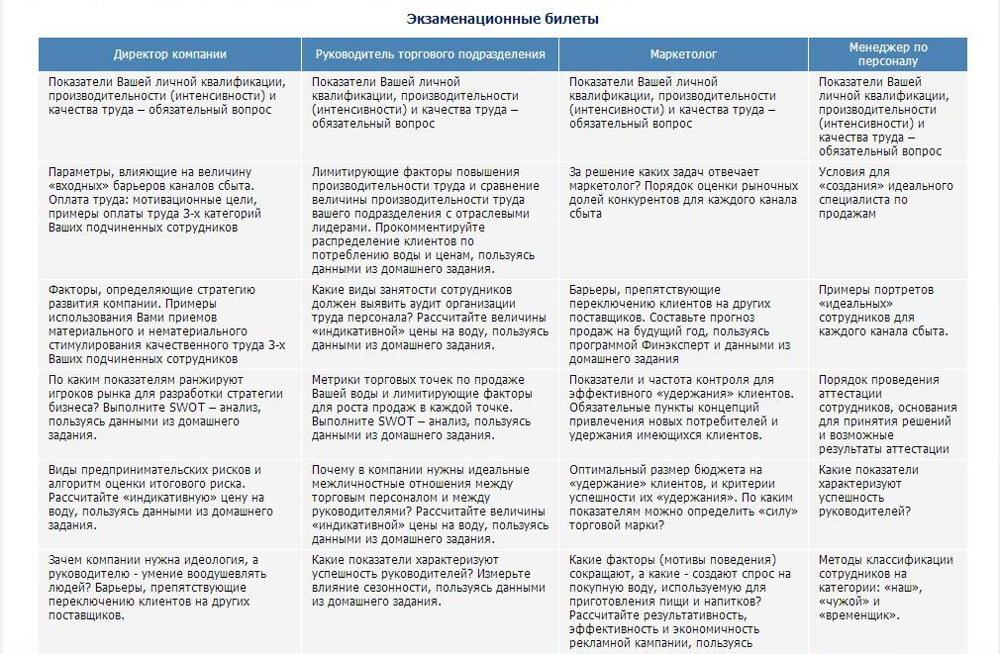 Экзаменационные билеты
Директор компании
Руководитель торгового подразделения
Маркетолог
Менеджер по
персоналу
Показатели Вашей личной квалификации,
производительности (интенсивности) и
качества труда – обязательный вопрос
Показатели Вашей личной
квалификации, производительности
(интенсивности) и качества труда –
обязательный вопрос
Показатели Вашей личной
квалификации, производительности
(интенсивности) и качества труда –
обязательный вопрос
Показатели Вашей
личной квалификации,
производительности
(интенсивности) и
качества труда –
обязательный вопрос
Параметры, влияющие на величину
«входных» барьеров каналов сбыта.
Оплата труда: мотивационные цели,
примеры оплаты труда 3-х категорий
Ваших подчиненных сотрудников
Лимитирующие факторы повышения
производительности труда и сравнение
величины производительности труда
вашего подразделения с отраслевыми
лидерами. Прокомментируйте
распределение клиентов по
потреблению воды и ценам, пользуясь
данными из домашнего задания.
За решение каких задач отвечает
маркетолог? Порядок оценки рыночных
долей конкурентов для каждого канала
сбыта
Условия для
«создания» идеального
специалиста по
продажам
Факторы, определяющие стратегию
развития компании. Примеры
использования Вами приемов
материального и нематериального
стимулирования качественного труда 3-х
Ваших подчиненных сотрудников
Какие виды занятости сотрудников
должен выявить аудит организации
труда персонала? Рассчитайте величины
«индикативной» цены на воду, пользуясь
данными из домашнего задания.
Барьеры, препятствующие
переключению клиентов на других
поставщиков. Составьте прогноз
продаж на будущий год, пользуясь
программой Финэксперт и данными из
домашнего задания
Примеры портретов
«идеальных»
сотрудников для
каждого канала сбыта.
По каким показателям ранжируют
игроков рынка для разработки стратегии
бизнеса? Выполните SWOT – анализ,
пользуясь данными из домашнего
задания.
Метрики торговых точек по продаже
Вашей воды и лимитирующие факторы
для роста продаж в каждой точке.
Выполните SWOT – анализ, пользуясь
данными из домашнего задания.
Показатели и частота контроля для
эффективного «удержания» клиентов.
Обязательные пункты концепций
привлечения новых потребителей и
удержания имеющихся клиентов.
Порядок проведения
аттестации
сотрудников, основания
для принятия решений
и возможные
результаты аттестации
Виды предпринимательских рисков и
алгоритм оценки итогового риска.
Рассчитайте «индикативную» цену на
воду, пользуясь данными из домашнего
задания.
Почему в компании нужны идеальные
межличностные отношения между
торговым персоналом и между
руководителями? Рассчитайте величины
«индикативной» цены на воду, пользуясь
данными из домашнего задания.
Оптимальный размер бюджета на
«удержание» клиентов, и критерии
успешности их «удержания». По каким
показателям можно определить «силу»
торговой марки?
Какие показатели
характеризуют
успешность
руководителей?
Зачем компании нужна идеология, а
руководителю - умение воодушевлять
людей? Барьеры, препятствующие
переключению клиентов на других
поставщиков.
Какие показатели характеризуют
успешность руководителей? Измерьте
влияние сезонности, пользуясь данными
из домашнего задания.
Какие факторы (мотивы поведения)
сокращают, а какие - создают спрос на
покупную воду, используемую для
приготовления пищи и напитков?
Рассчитайте результативность,
эффективность и экономичность
рекламной кампании, пользуясь
Методы классификации
сотрудников на
категории: «наш»,
«чужой» и
«временщик».